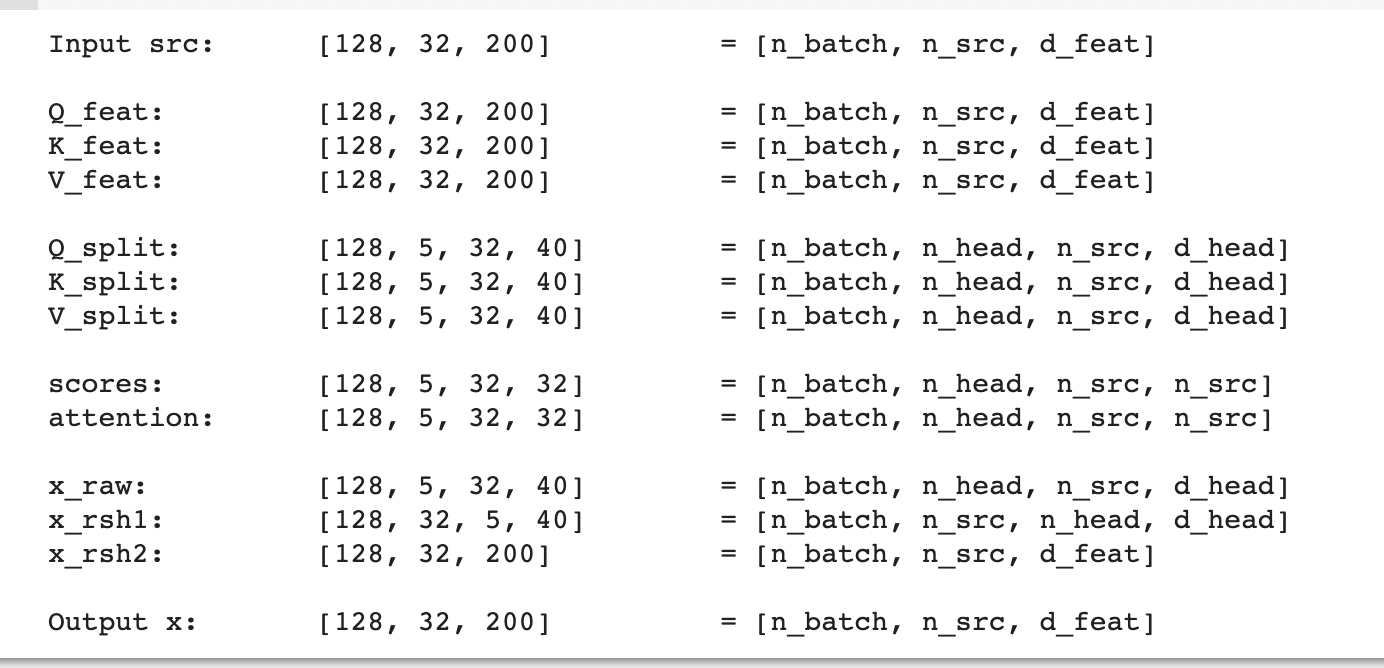 Input src: [128, 32, 200] = [n_batch, n_src, d_feat]
Q_feat: [128, 32, 200] = [n_batch, n_src, d_feat]
K_feat: [128, 32, 200] = [n_batch, n_src, d_feat]
V_feat: [128, 32, 200] = [n_batch, n_src, d_feat]
Q_split: [128, 5, 32, 40] = [n_batch, n_head, n_src, d_head]
K_split: [128, 5, 32, 40] = [n_batch, n_head, n_src, d_head]
V_split: [128, 5, 32, 40] = [n_batch, n_head, n_src, d_head]
scores: [128, 5, 32, 32] = [n_batch, n_head, n_src, n_src]
attention: [128, 5, 32, 32] = [n_batch, n_head, n_src, n_src]
x_raw: [128, 5, 32, 40] = [n_batch, n_head, n_src, d_head]
x_rsh1: [128, 32, 5, 40] = [n_batch, n_src, n_head, d_head]
x_rsh2: [128, 32, 200] = [n_batch, n_src, d_feat]
Output x: [128, 32, 200] = [n_batch, n_src, d_feat]